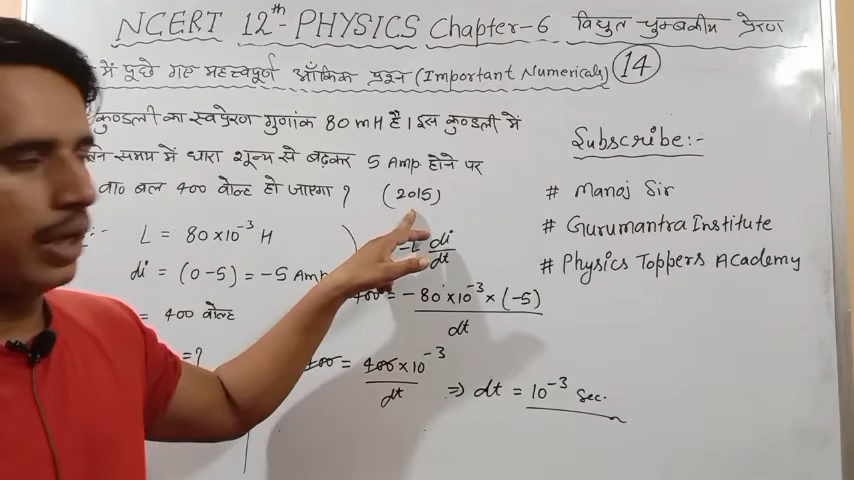 NCERT 12th PHYSICS Chapter-6 विद्युत चुम्बकीय प्रेरण
में पूछे गए महत्त्वपूर्ण आँकिक प्रश्न (Important Numericals) 14
कुण्डली का स्वप्रेरण गुणांक 80 mH है। इस कुण्डली में
समय में धारा शून्य से बढ़कर 5 Amp होने पर
वा० बल 400 वोल्ट हो जाएगा ? (2015)
L = 80×10⁻³ H
di = (0-5) = -5 Amp
= 400 वोल्ट
= ?
-L di/dt
400 = -80×10⁻³×(-5)/dt
400 = 400×10⁻³/dt ⇒ dt = 10⁻³ Sec.
Subscribe:-
# Manoj Sir
# Gurumantra Institute
# Physics Toppers Academy